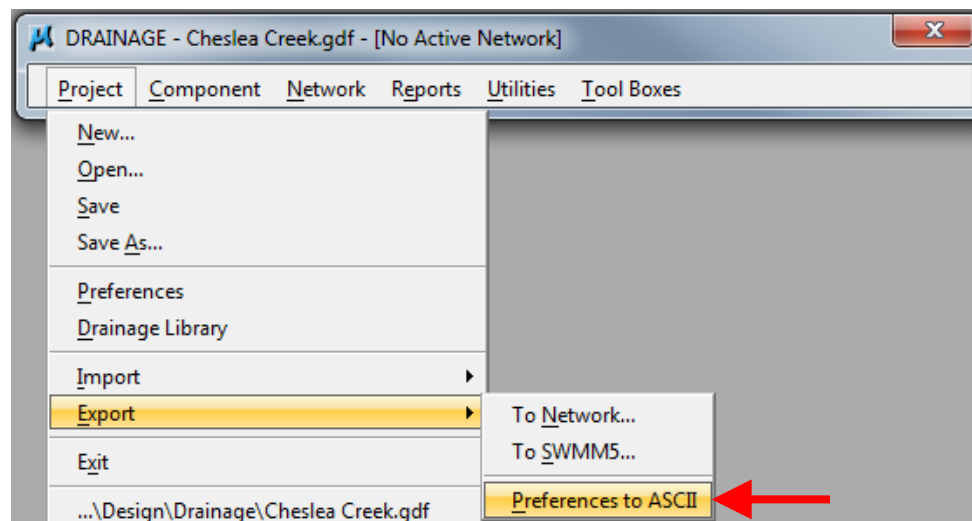 DRAINAGE - Cheslea Creek.gdf - [No Active Network]
Project Component Network Reports Utilities Tool Boxes
New...
Open...
Save
Save As...
Preferences
Drainage Library
Import
Export
To Network...
To SWMM5...
Exit
Preferences to ASCII
...\Design\Drainage\Cheslea Creek.gdf